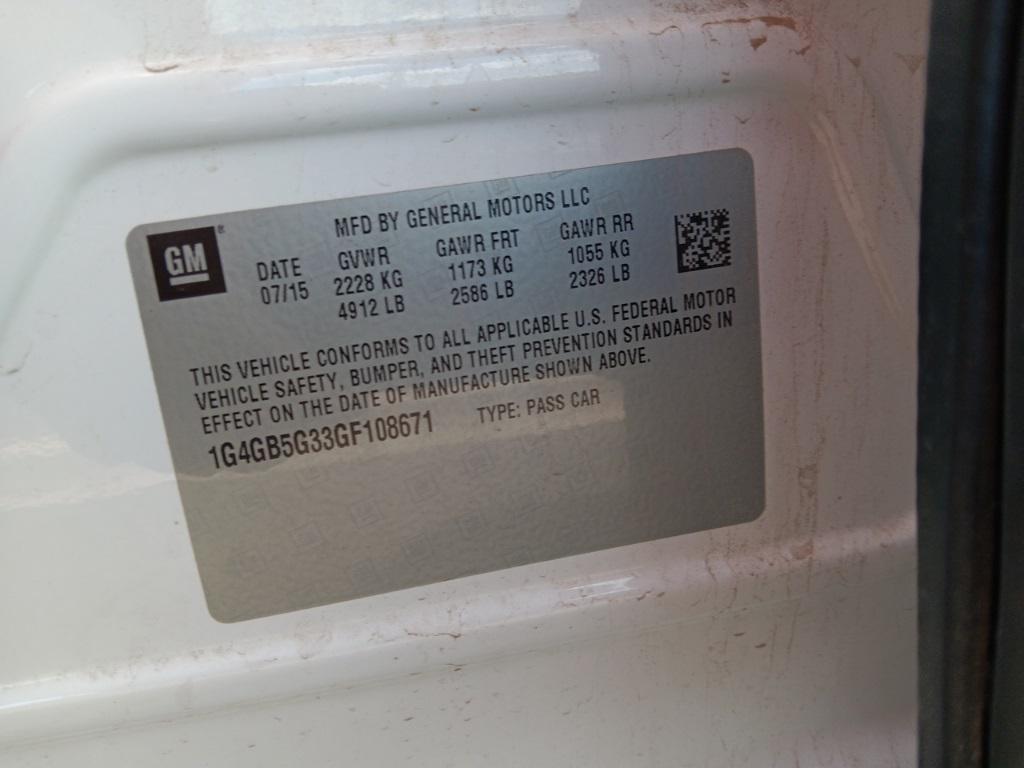 GM®
MFD BY GENERAL MOTORS LLC
DATE GVWR GAWR FRT GAWR RR
07/15 2228 KG 1173 KG 1055 KG
4912 LB 2586 LB 2326 LB
THIS VEHICLE CONFORMS TO ALL APPLICABLE U.S. FEDERAL MOTOR
VEHICLE SAFETY, BUMPER, AND THEFT PREVENTION STANDARDS IN
EFFECT ON THE DATE OF MANUFACTURE SHOWN ABOVE.
1G4GB5G33GF108671 TYPE: PASS CAR